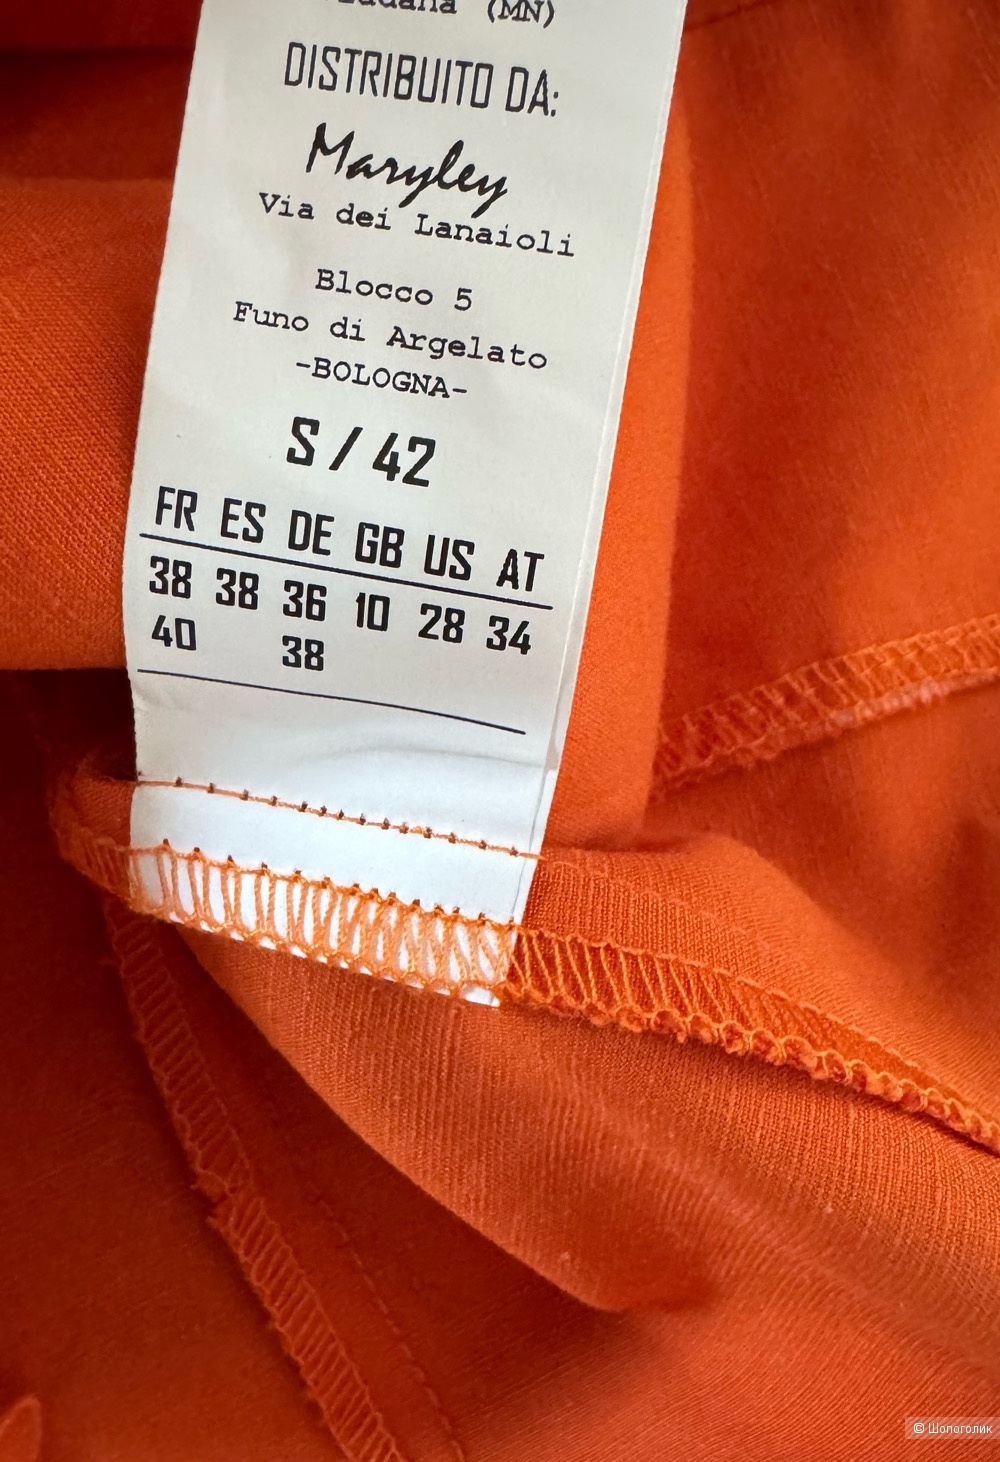 (MN)
DISTRIBUITO DA:
Maryley
Via dei Lanaioli
Blocco 5
Funo di Argelato
-BOLOGNA-
S / 42
FR ES DE GB US AT
38 38 36 10 28 34
40 38
© Шопоголик